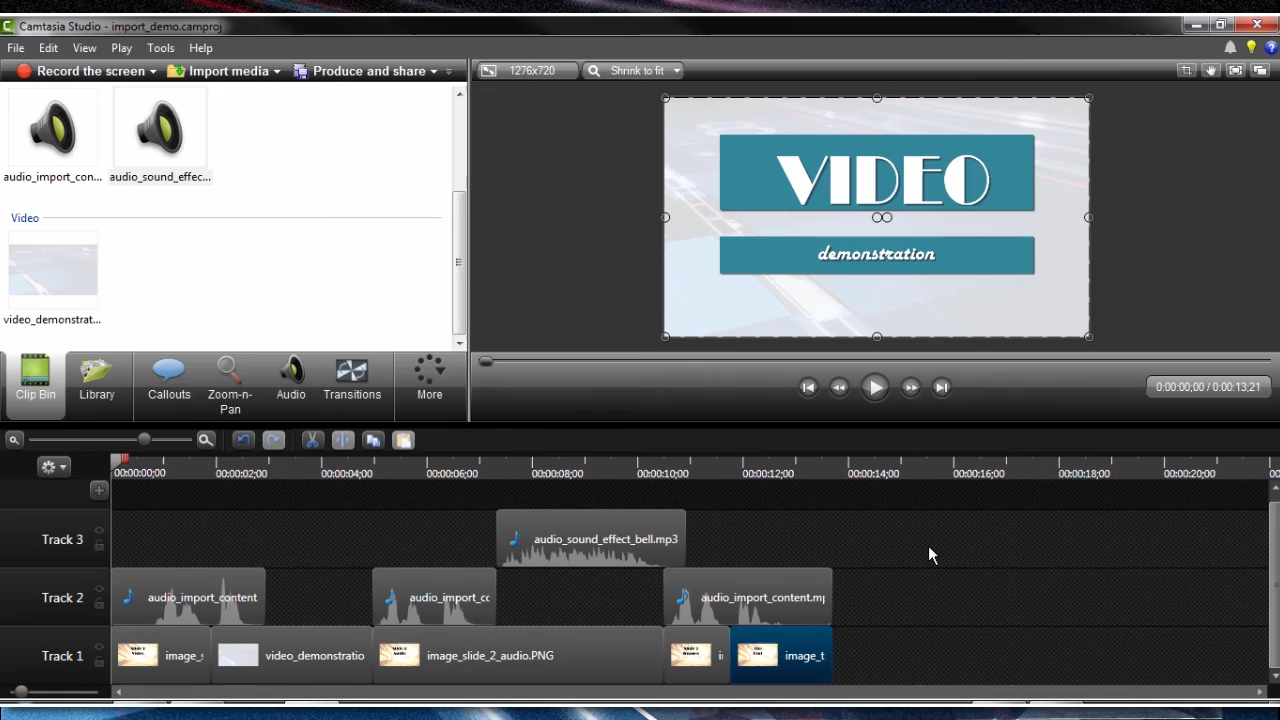 Camtasia Studio - import_demo.camproj
File Edit View Play Tools Help
Record the screen Import media Produce and share
1276x720 Shrink to fit
audio_import_con... audio_sound_effec...
Video
video_demonstrat...
VIDEO
demonstration
Clip Bin Library Callouts Zoom-n-Pan Audio Transitions More
0:00:00;00 / 0:00:13;21
00:00:00;00 00:00:02;00 00:00:04;00 00:00:06;00 00:00:08;00 00:00:10;00 00:00:12;00 00:00:14;00 00:00:16;00 00:00:18;00 00:00:20;00 00
Track 3 audio_sound_effect_bell.mp3
Track 2 audio_import_content audio_import_cc audio_import_content.mp
Track 1 image_s video_demonstratio image_slide_2_audio.PNG i image_t